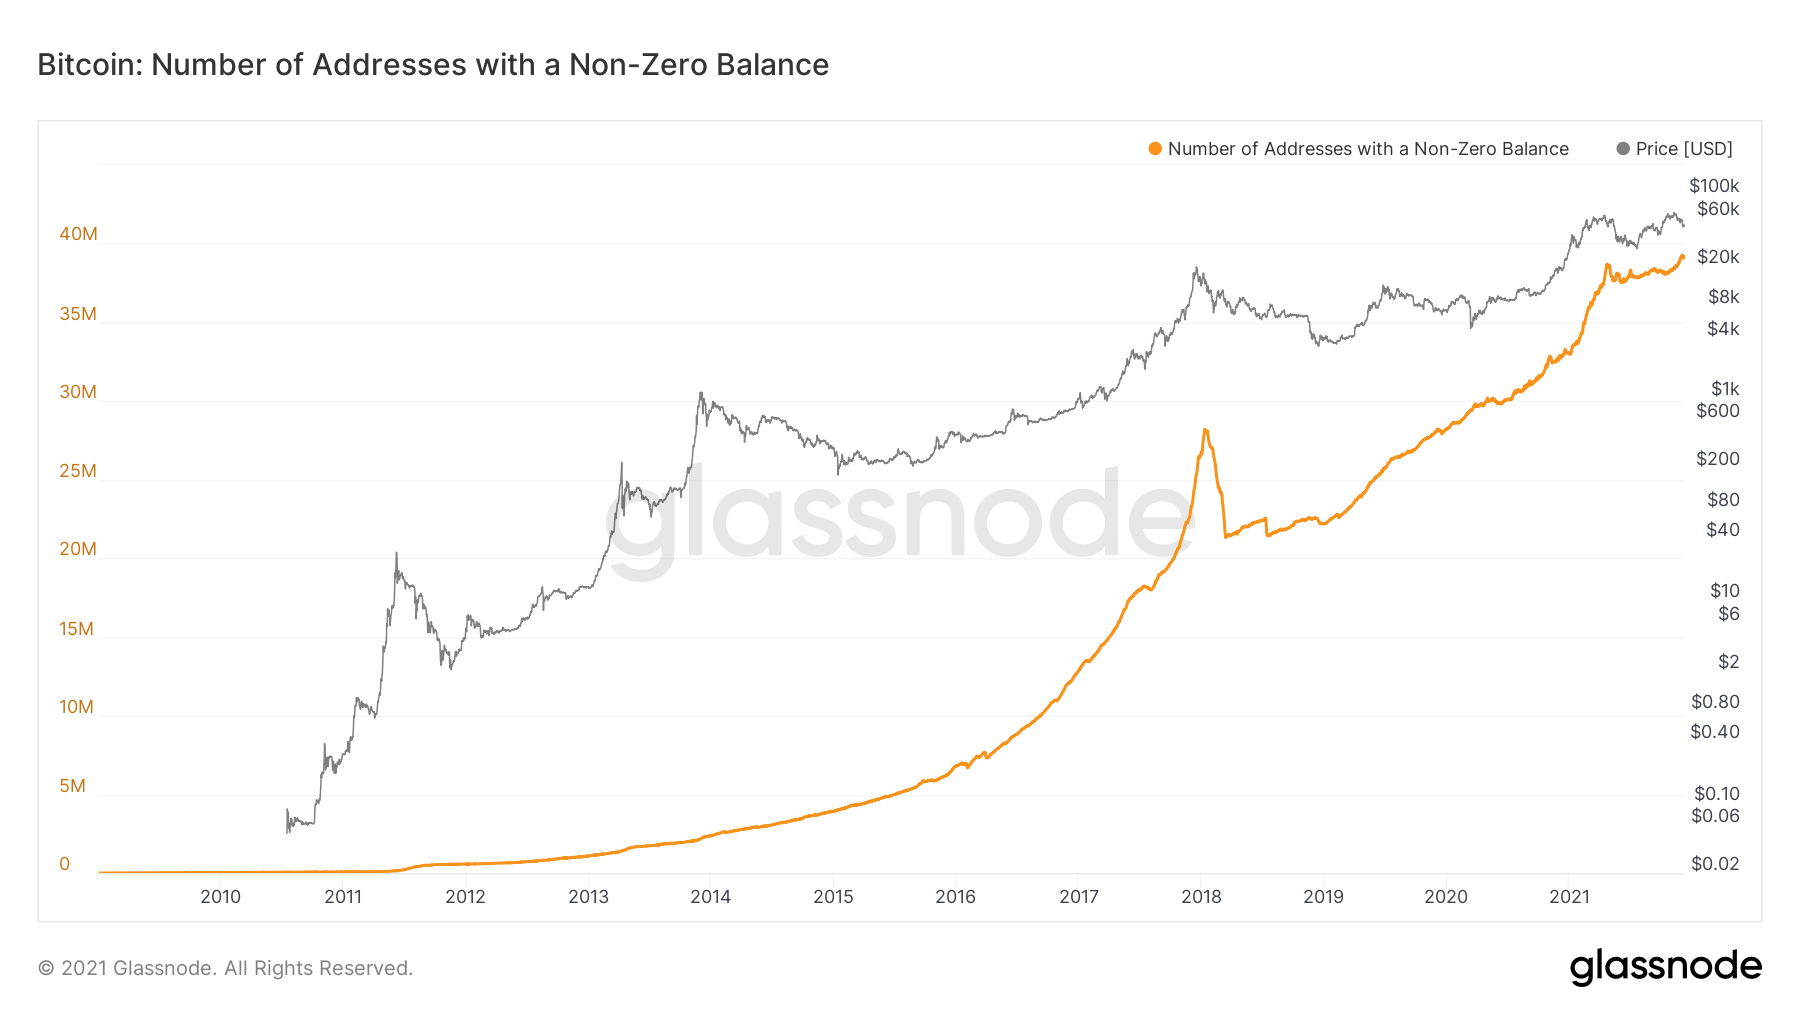 Bitcoin: Number of Addresses with a Non-Zero Balance
Number of Addresses with a Non-Zero Balance
Price [USD]
40M
35M
30M
25M
20M
15M
10M
5M
0
$100k
$60k
$20k
$8k
$4k
$1k
$600
$200
$80
$40
$10
$6
$2
$0.80
$0.40
$0.10
$0.06
$0.02
glassnode
2010 2011 2012 2013 2014 2015 2016 2017 2018 2019 2020 2021
© 2021 Glassnode. All Rights Reserved.
glassnode